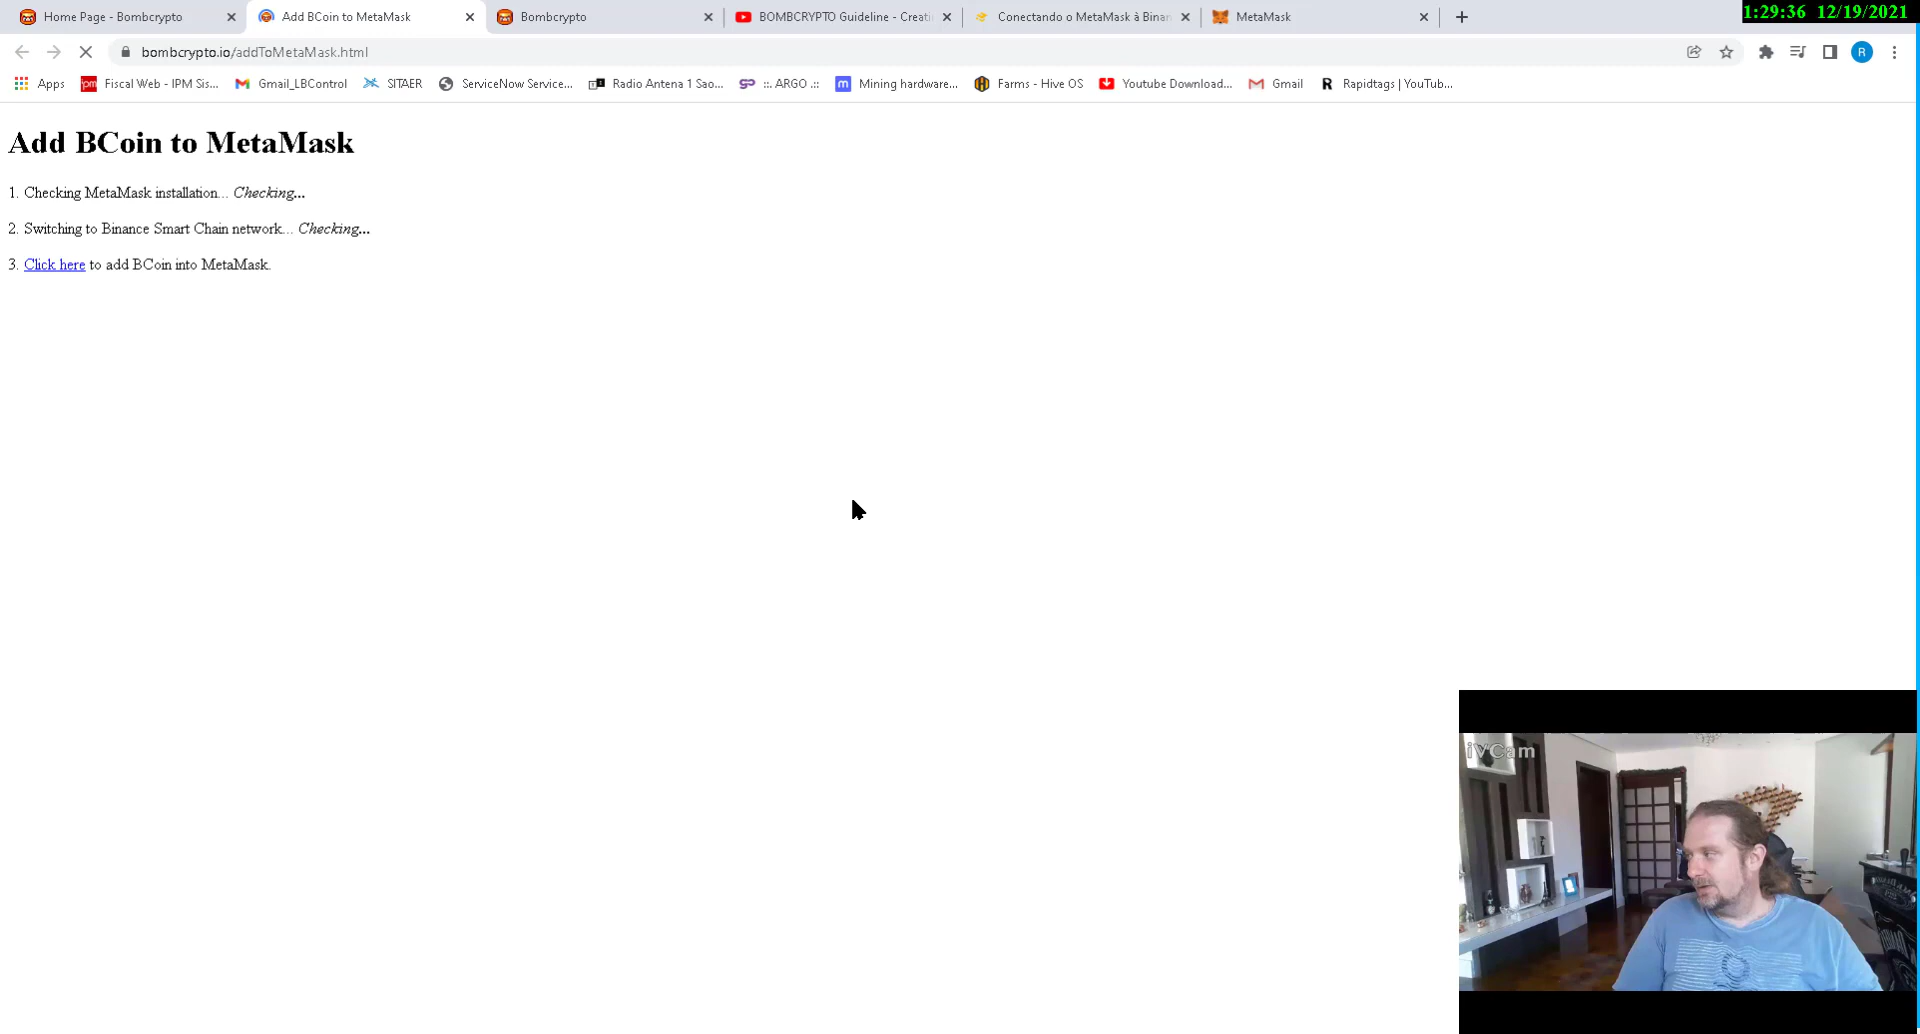 Home Page - Bombcrypto
Add BCoin to MetaMask
Bombcrypto
BOMBCRYPTO Guideline - Creati
Conectando o MetaMask à Binan
MetaMask
1:29:36 12/19/2021
bombcrypto.io/addToMetaMask.html
R
Apps
ipm
Fiscal Web - IPM Sis...
Gmail_LBControl
SITAER
ServiceNow Service...
Radio Antena 1 Sao...
::. ARGO .::
Mining hardware...
Farms - Hive OS
Youtube Download...
Gmail
R
Rapidtags | YouTub...
Add BCoin to MetaMask
1. Checking MetaMask installation... Checking...
2. Switching to Binance Smart Chain network... Checking...
3. Click here to add BCoin into MetaMask.
iVCam